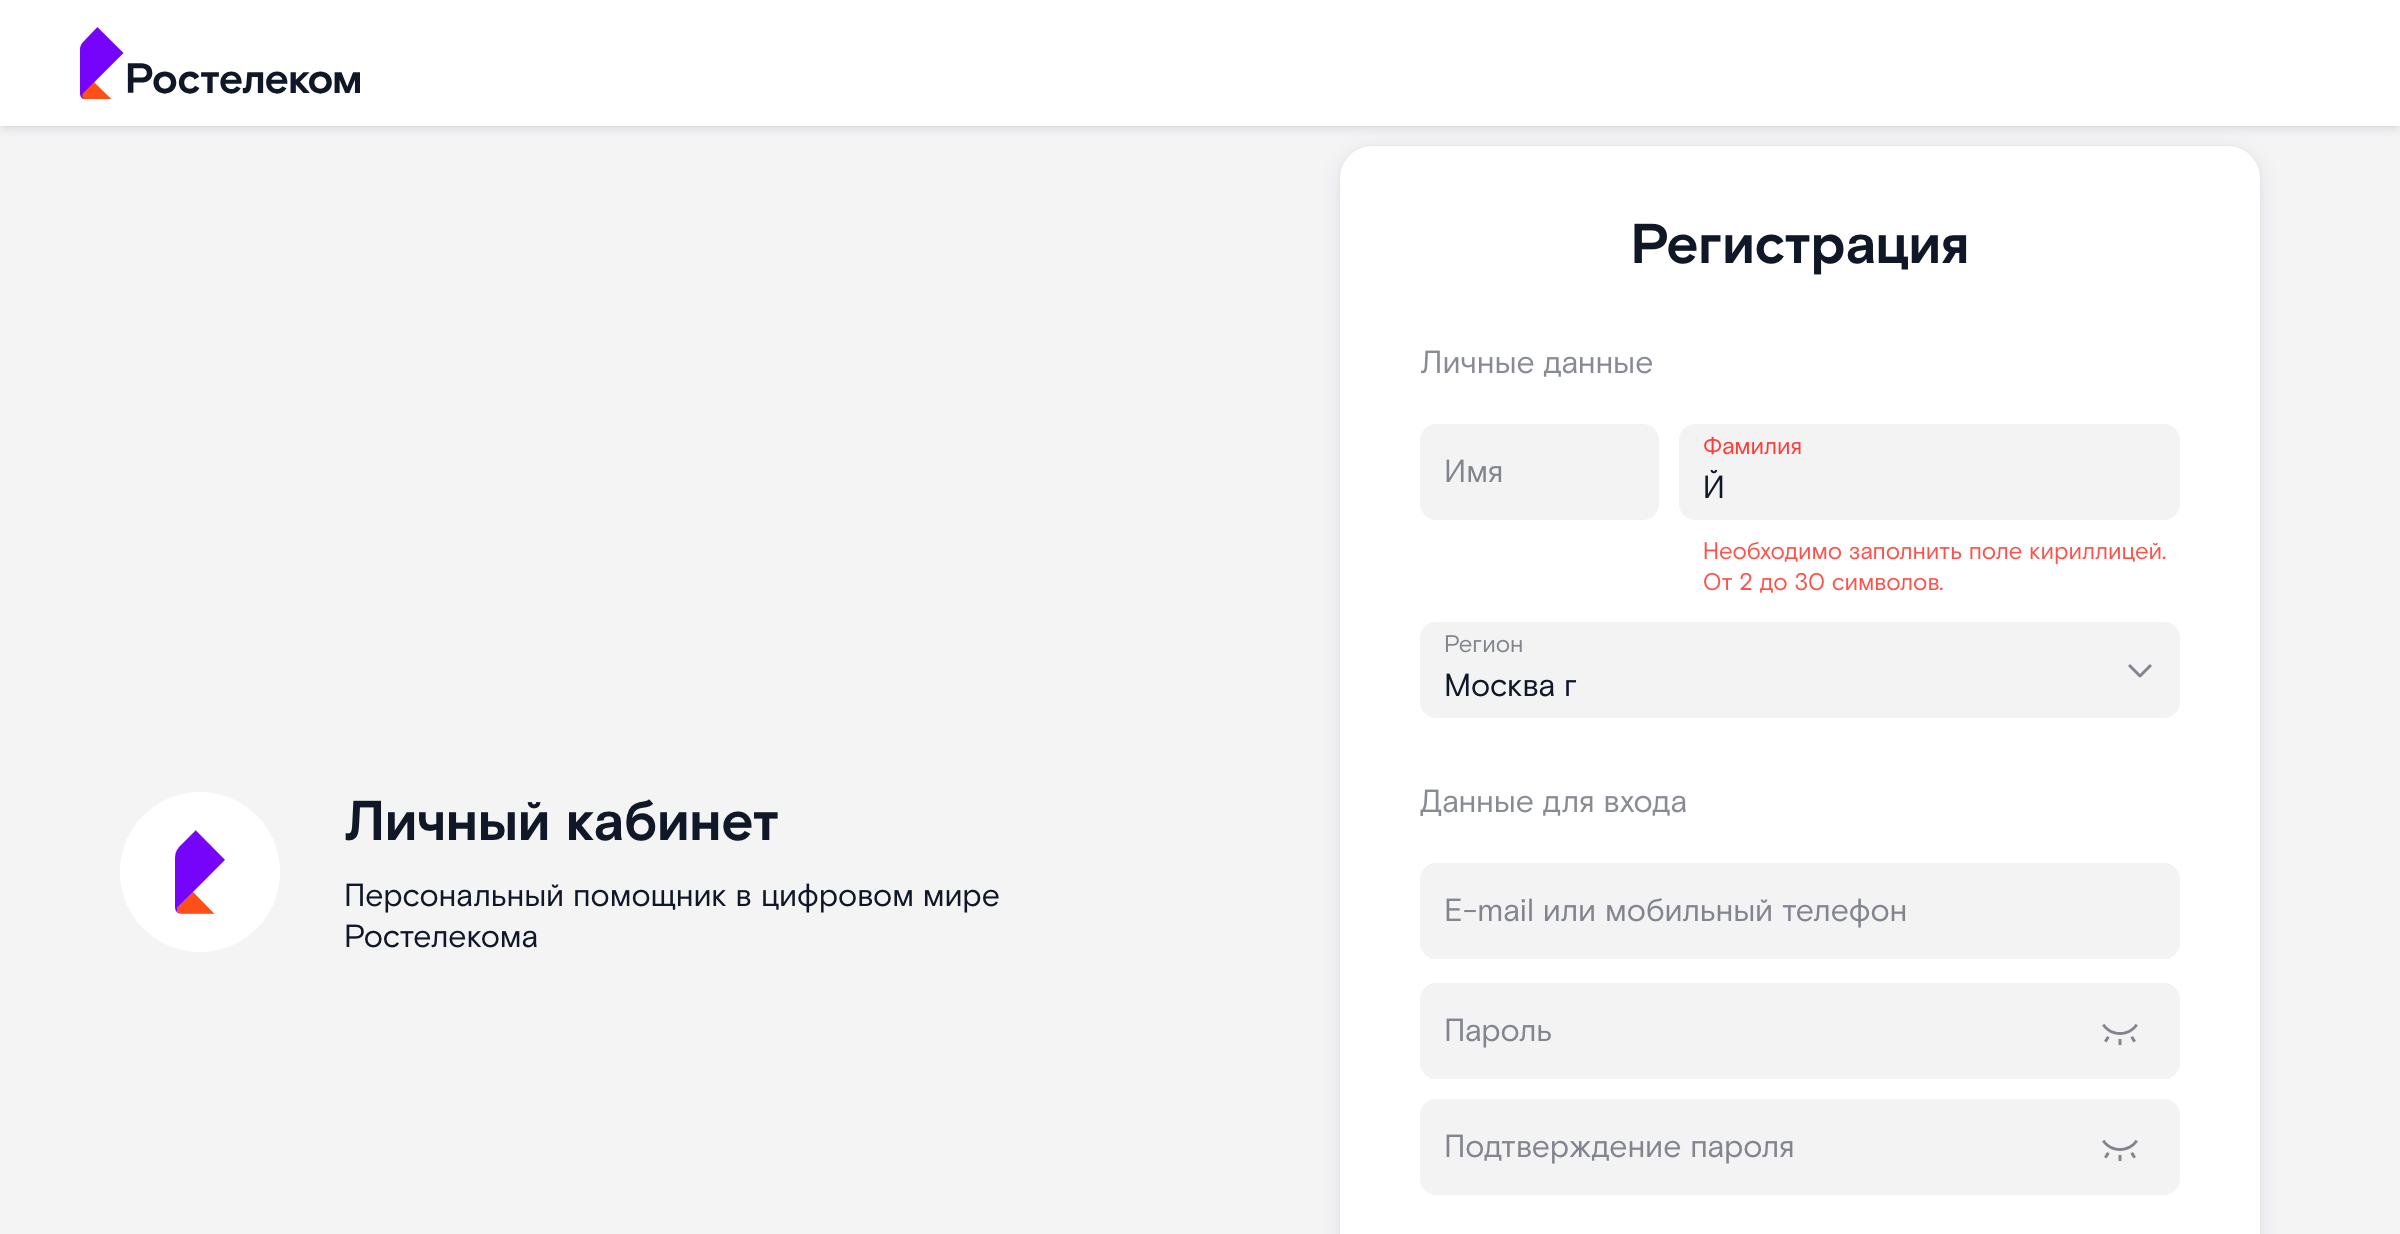 Ростелеком
Личный кабинет
Персональный помощник в цифровом мире
Ростелекома
Регистрация
Личные данные
Имя
Фамилия
Й
Необходимо заполнить поле кириллицей.
От 2 до 30 символов.
Регион
Москва г
Данные для входа
E-mail или мобильный телефон
Пароль
Подтверждение пароля